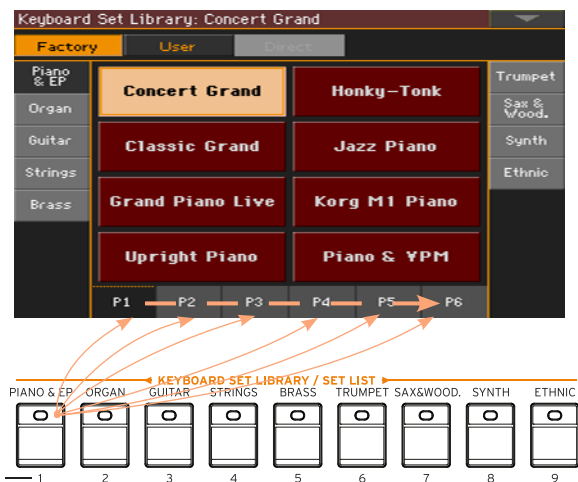 Keyboard Set Library: Concert Grand
Factory User Direct
Piano & EP
Organ
Guitar
Strings
Brass
Concert Grand Honky-Tonk
Classic Grand Jazz Piano
Grand Piano Live Korg M1 Piano
Upright Piano Piano & ¥PM
Trumpet
Sax & Wood.
Synth
Ethnic
P1 P2 P3 P4 P5 P6
KEYBOARD SET LIBRARY / SET LIST
PIANO & EP ORGAN GUITAR STRINGS BRASS TRUMPET SAX&WOOD. SYNTH ETHNIC
1 2 3 4 5 6 7 8 9